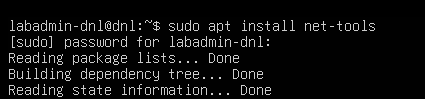 labadmin-dnl@dnl:~$ sudo apt install net-tools
[sudo] password for labadmin-dnl:
Reading package lists... Done
Building dependency tree... Done
Reading state information... Done